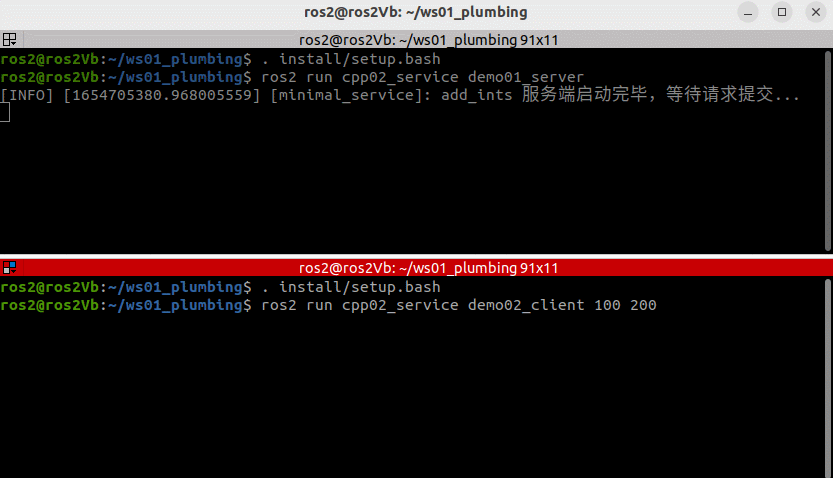 ros2@ros2Vb: ~/ws01_plumbing
ros2@ros2Vb: ~/ws01_plumbing 91x11
ros2@ros2Vb:~/ws01_plumbing$ . install/setup.bash
ros2@ros2Vb:~/ws01_plumbing$ ros2 run cpp02_service demo01_server
[INFO] [1654705380.968005559] [minimal_service]: add_ints 服务端启动完毕，等待请求提交...
ros2@ros2Vb: ~/ws01_plumbing 91x11
ros2@ros2Vb:~/ws01_plumbing$ . install/setup.bash
ros2@ros2Vb:~/ws01_plumbing$ ros2 run cpp02_service demo02_client 100 200